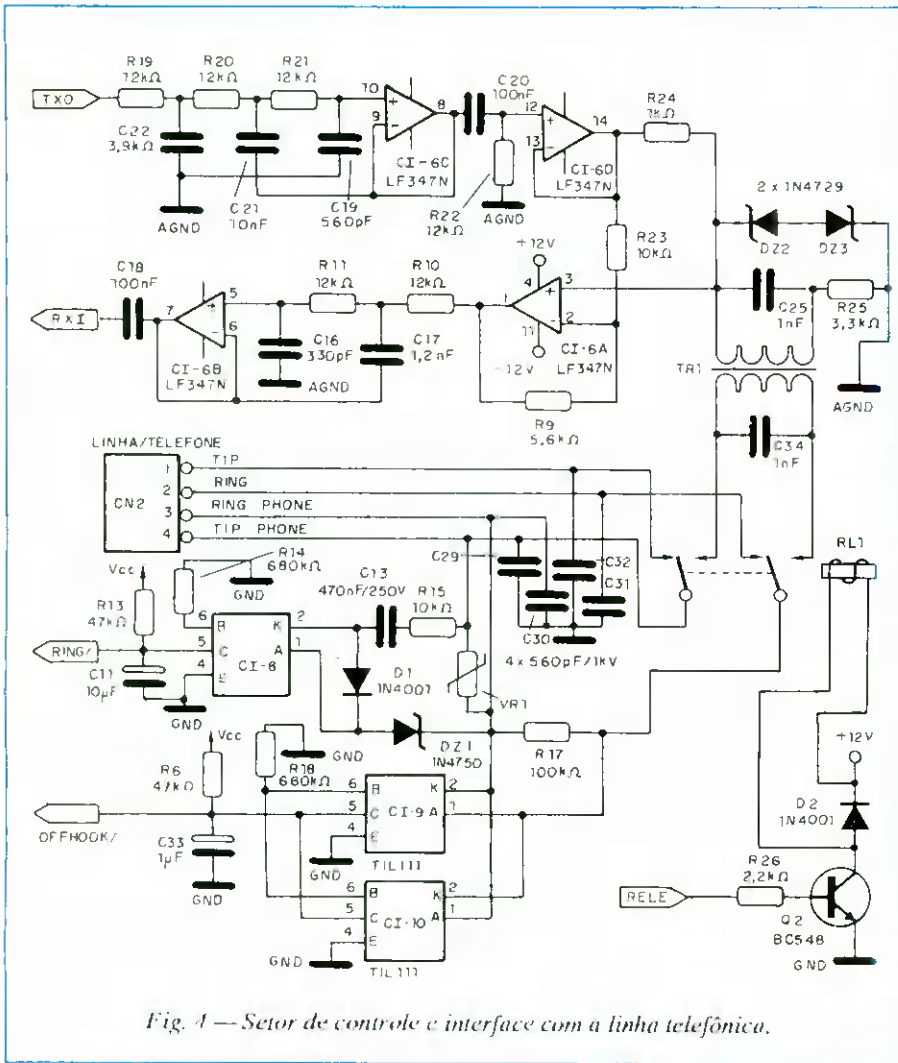 R19
12kΩ
R20
12kΩ
R21
12kΩ
TXO
C22
3,9kΩ
AGND
C21
10nF
C19
560pF
10
9
8
+
-
CI-6C
LF347N
C20
100nF
R22
12kΩ
AGND
12
13
14
+
-
CI-6D
LF347N
R24
1kΩ
R23
10kΩ
2 x 1N4729
DZ2
DZ3
C25
1nF
R25
3,3kΩ
AGND
TR1
C34
1nF
C18
100nF
RXI
7
5
6
+
-
CI-6B
LF347N
R11
12kΩ
R10
12kΩ
C16
330pF
AGND
C17
1,2nF
+12V
4
3
1
2
11
+
-
-12V
CI-6A
LF347N
R9
5,6kΩ
LINHA/TELEFONE
CN2
1
TIP
2
RING
3
RING PHONE
4
TIP PHONE
R14
680kΩ
GND
Vcc
R13
47kΩ
RING/
C11
10µF
GND
6
5
4
B
C
E
CI-8
K
A
2
1
C13
470nF/250V
R15
10kΩ
D1
1N4001
DZ1
1N4750
VR1
C29
C30
C32
C31
4x560pF/1kV
R17
100kΩ
Vcc
R6
47kΩ
R18
680kΩ
GND
OFFHOOK/
C33
1µF
GND
6
5
4
B
C
E
CI-9
K
A
2
1
GND
TIL111
6
5
4
B
C
E
CI-10
K
A
2
1
GND
TIL111
RL1
+12V
D2
1N4001
RELE
R26
2,2kΩ
Q2
BC548
GND
Fig. 4 — Setor de controle e interface com a linha telefônica.